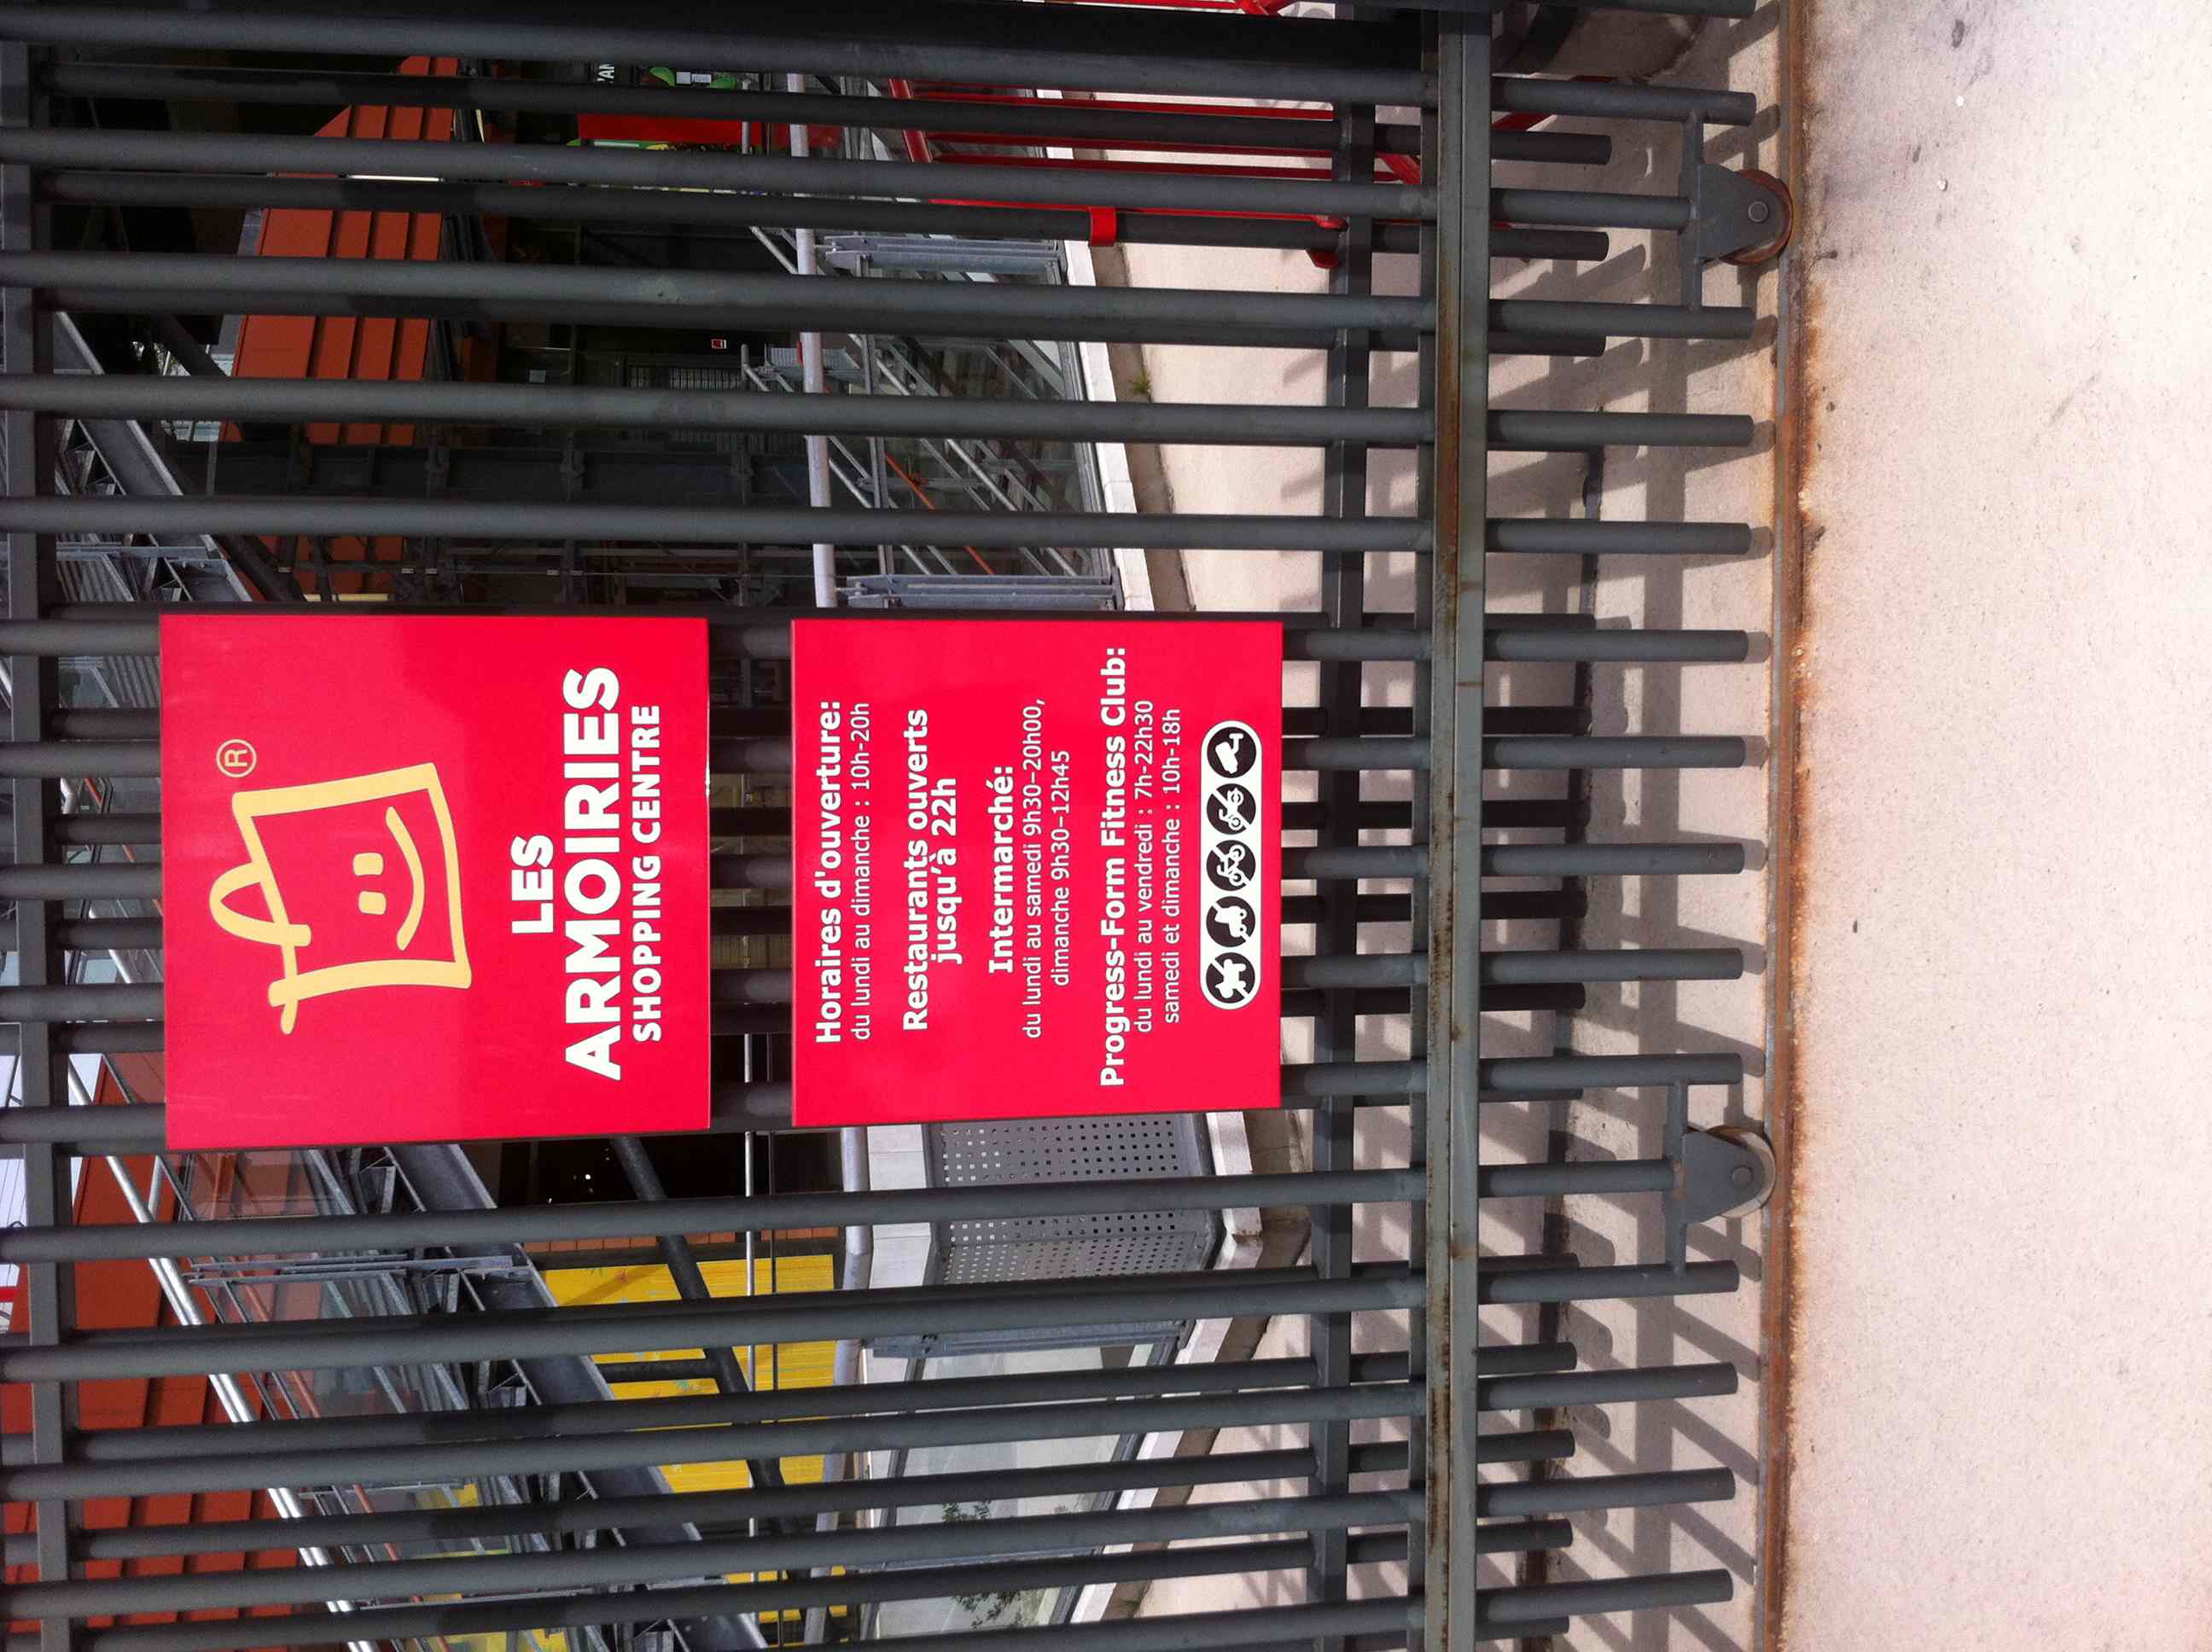 ®
LES
ARMOIRIES
SHOPPING CENTRE
Horaires d'ouverture:
du lundi au dimanche : 10h-20h
Restaurants ouverts
jusqu'à 22h
Intermarché:
du lundi au samedi 9h30-20h00,
dimanche 9h30-12h45
Progress-Form Fitness Club:
du lundi au vendredi : 7h-22h30
samedi et dimanche : 10h-18h